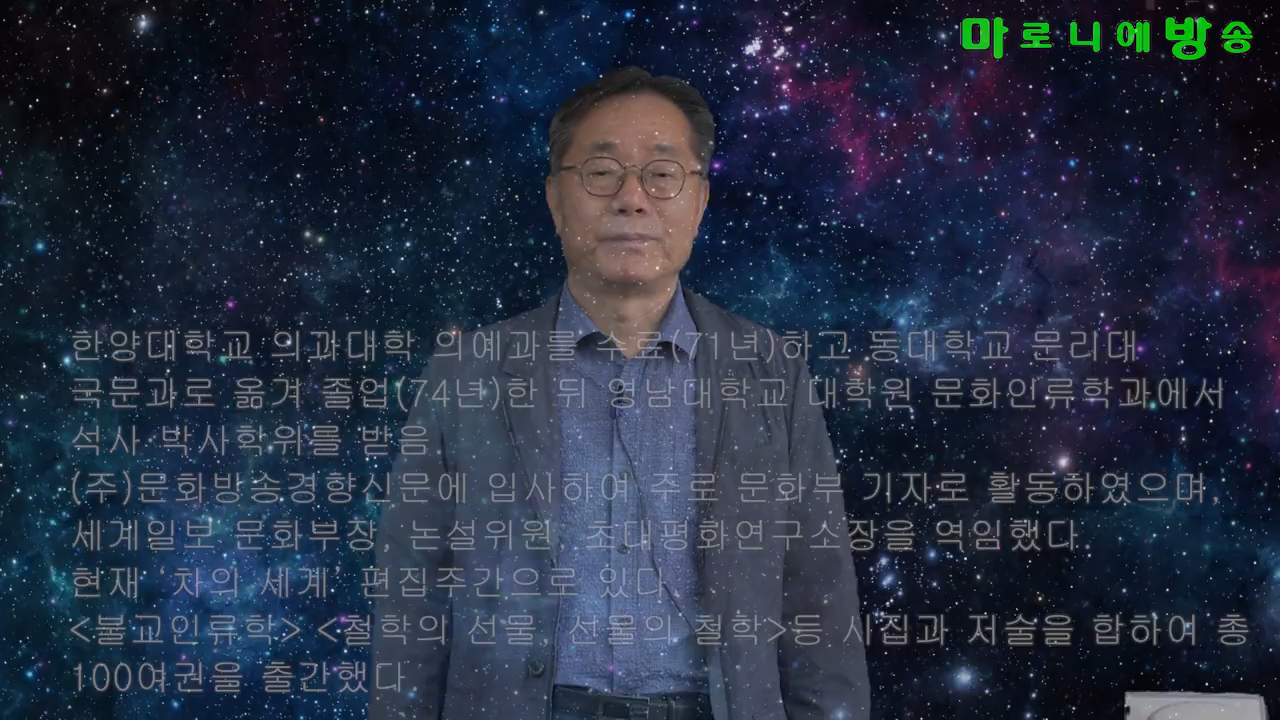 마로니에방송
한양대학교 의과대학 의예과를 수료(71년)하고 동대학교 문리대
국문과로 옮겨 졸업(74년)한 뒤 영남대학교 대학원 문화인류학과에서
석사 박사학위를 받음
(주)문화방송경향신문에 입사하여 주로 문화부 기자로 활동하였으며,
세계일보 문화부장, 논설위원, 초대평화연구소장을 역임했다.
현재 ‘차의 세계’ 편집주간으로 있다.
<불교인류학> <철학의 선물, 선물의 철학>등 시집과 저술을 합하여 총
100여권울 출간했다.